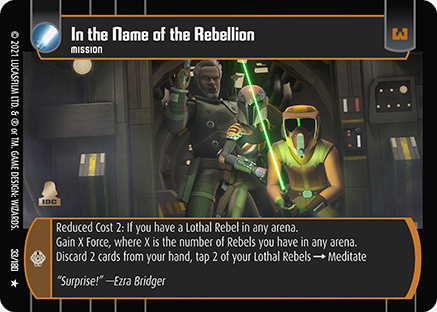 In the Name of the Rebellion
MISSION
3
100
Reduced Cost 2: If you have a Lothal Rebel in any arena.
Gain X Force, where X is the number of Rebels you have in any arena.
Discard 2 cards from your hand, tap 2 of your Lothal Rebels → Meditate
"Surprise!" —Ezra Bridger
© 2021 LUCASFILM LTD. & ® or TM. GAME DESIGN: WIZARDS.